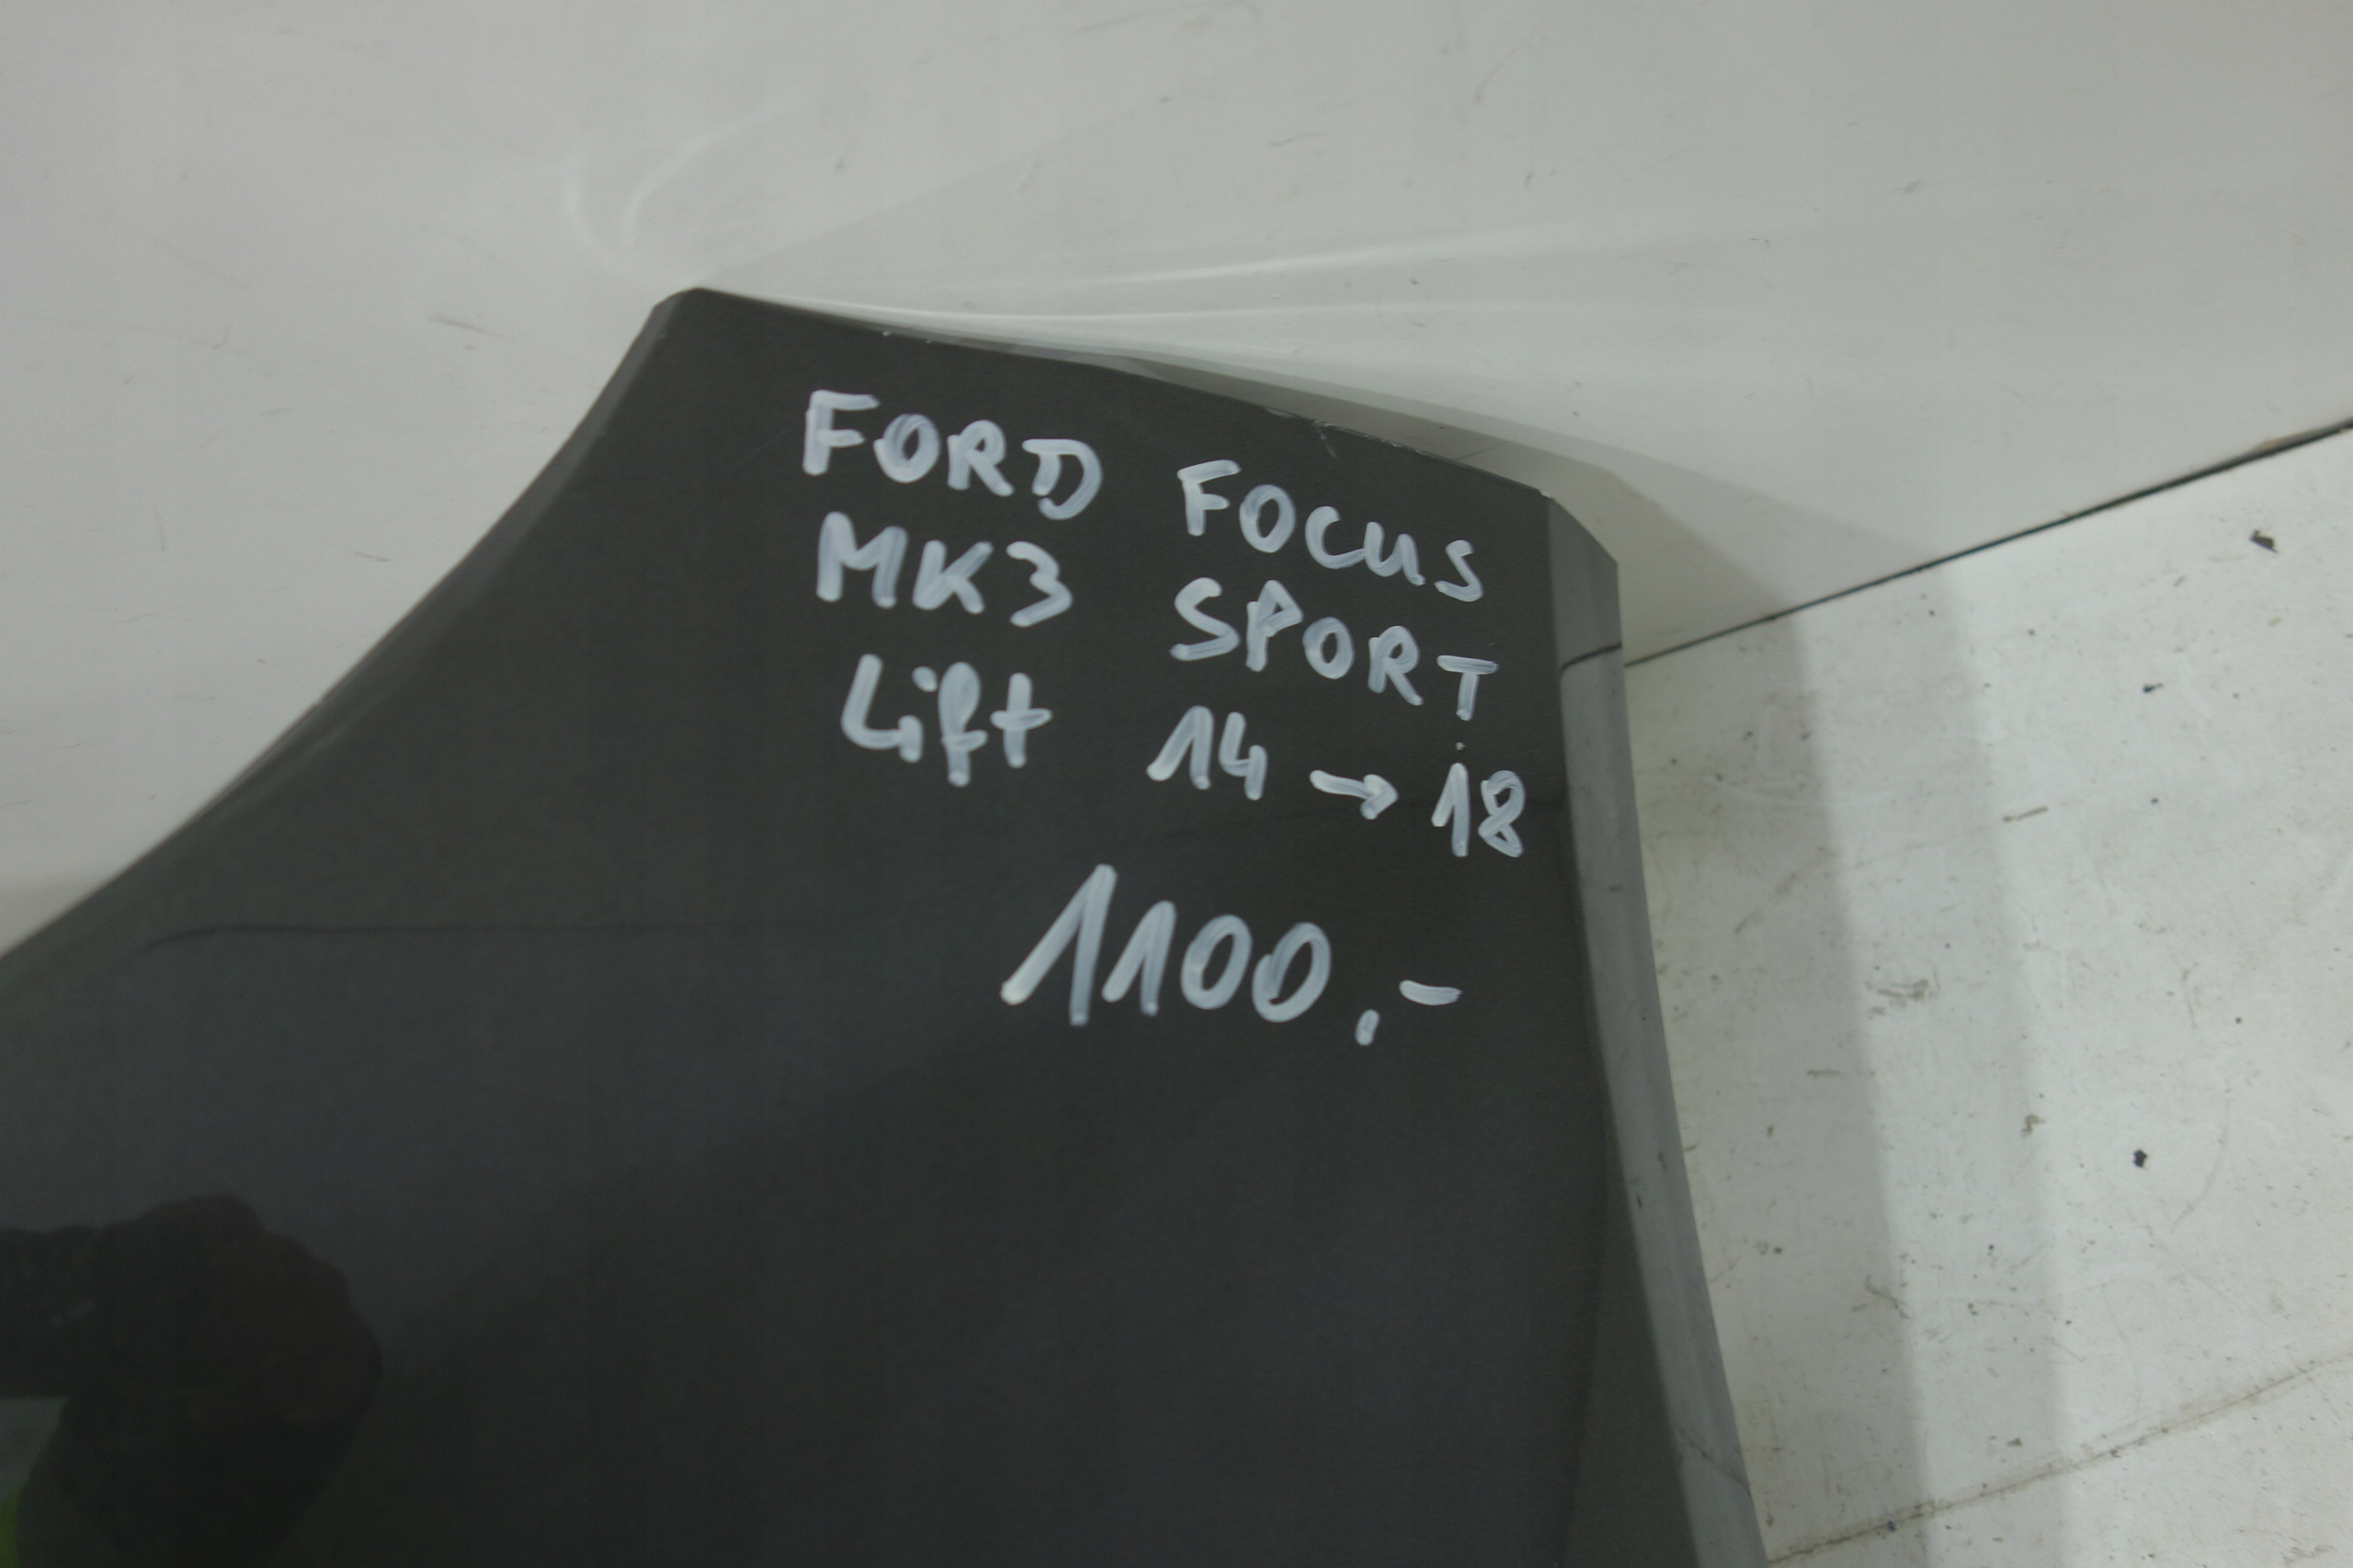 FORD FOCUS
MK3 SPORT
Lift 14 → 18
1100,-